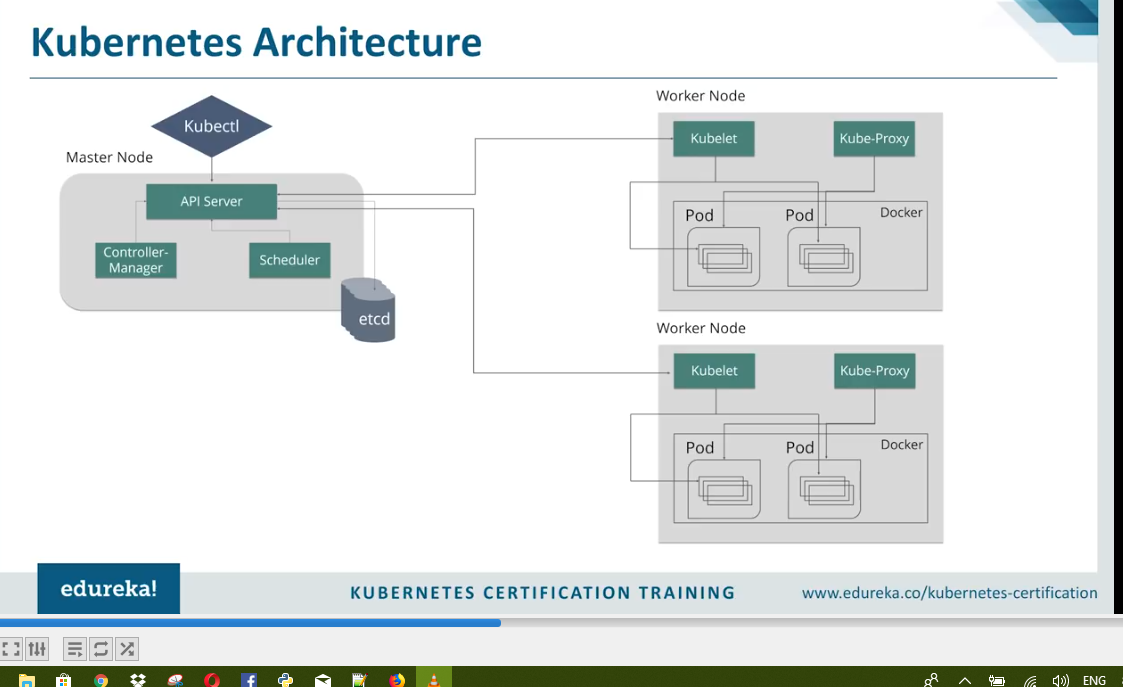 Kubernetes Architecture
Kubectl
Master Node
API Server
Controller-
Manager
Scheduler
etcd
Worker Node
Kubelet
Kube-Proxy
Pod
Pod
Docker
Worker Node
Kubelet
Kube-Proxy
Pod
Pod
Docker
edureka!
KUBERNETES CERTIFICATION TRAINING
www.edureka.co/kubernetes-certification
ENG